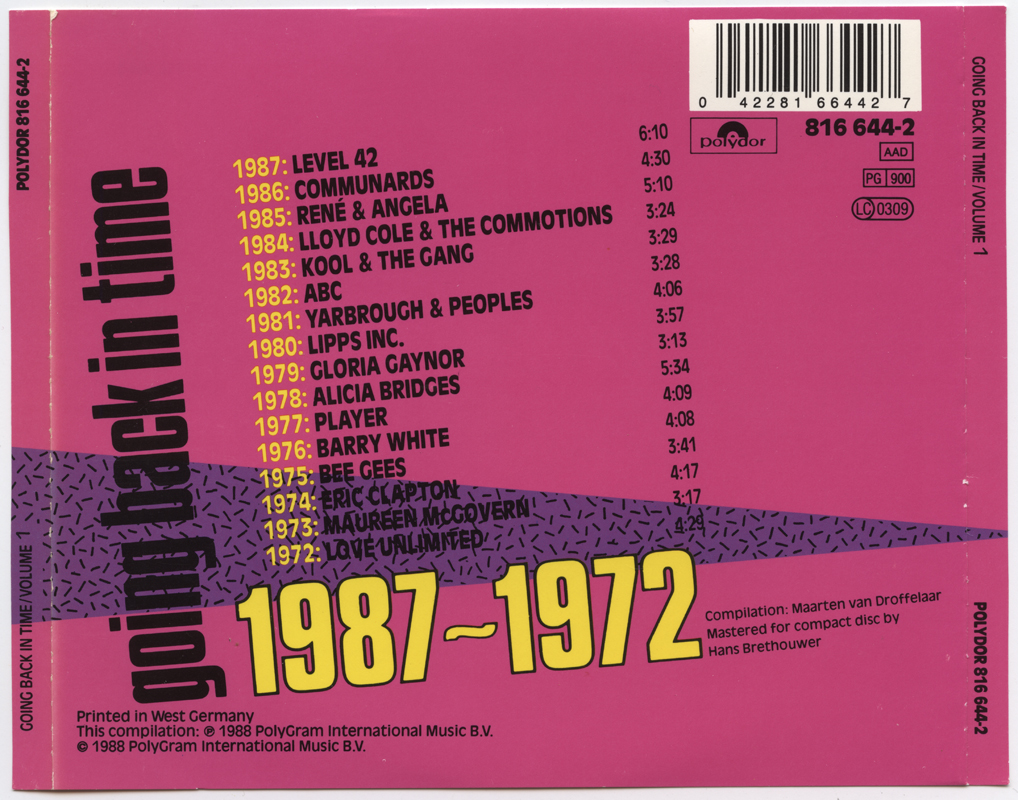 POLYDOR 816 644-2
GOING BACK IN TIME/VOLUME 1
going back in time
1987: LEVEL 42 6:10
1986: COMMUNARDS 4:30
1985: RENÉ & ANGELA 5:10
1984: LLOYD COLE & THE COMMOTIONS 3:24
1983: KOOL & THE GANG 3:29
1982: ABC 3:28
1981: YARBROUGH & PEOPLES 4:06
1980: LIPPS INC. 3:57
1979: GLORIA GAYNOR 3:13
1978: ALICIA BRIDGES 5:34
1977: PLAYER 4:09
1976: BARRY WHITE 4:08
1975: BEE GEES 3:41
1974: ERIC CLAPTON 4:17
1973: MAUREEN McGOVERN 3:17
1972: LOVE UNLIMITED 4:29
1987~1972
0 42281 66442 7
polydor
816 644-2
AAD
PG 900
LC 0309
Compilation: Maarten van Droffelaar
Mastered for compact disc by
Hans Brethouwer
Printed in West Germany
This compilation: ℗ 1988 PolyGram International Music B.V.
© 1988 PolyGram International Music B.V.
GOING BACK IN TIME/VOLUME 1
POLYDOR 816 644-2